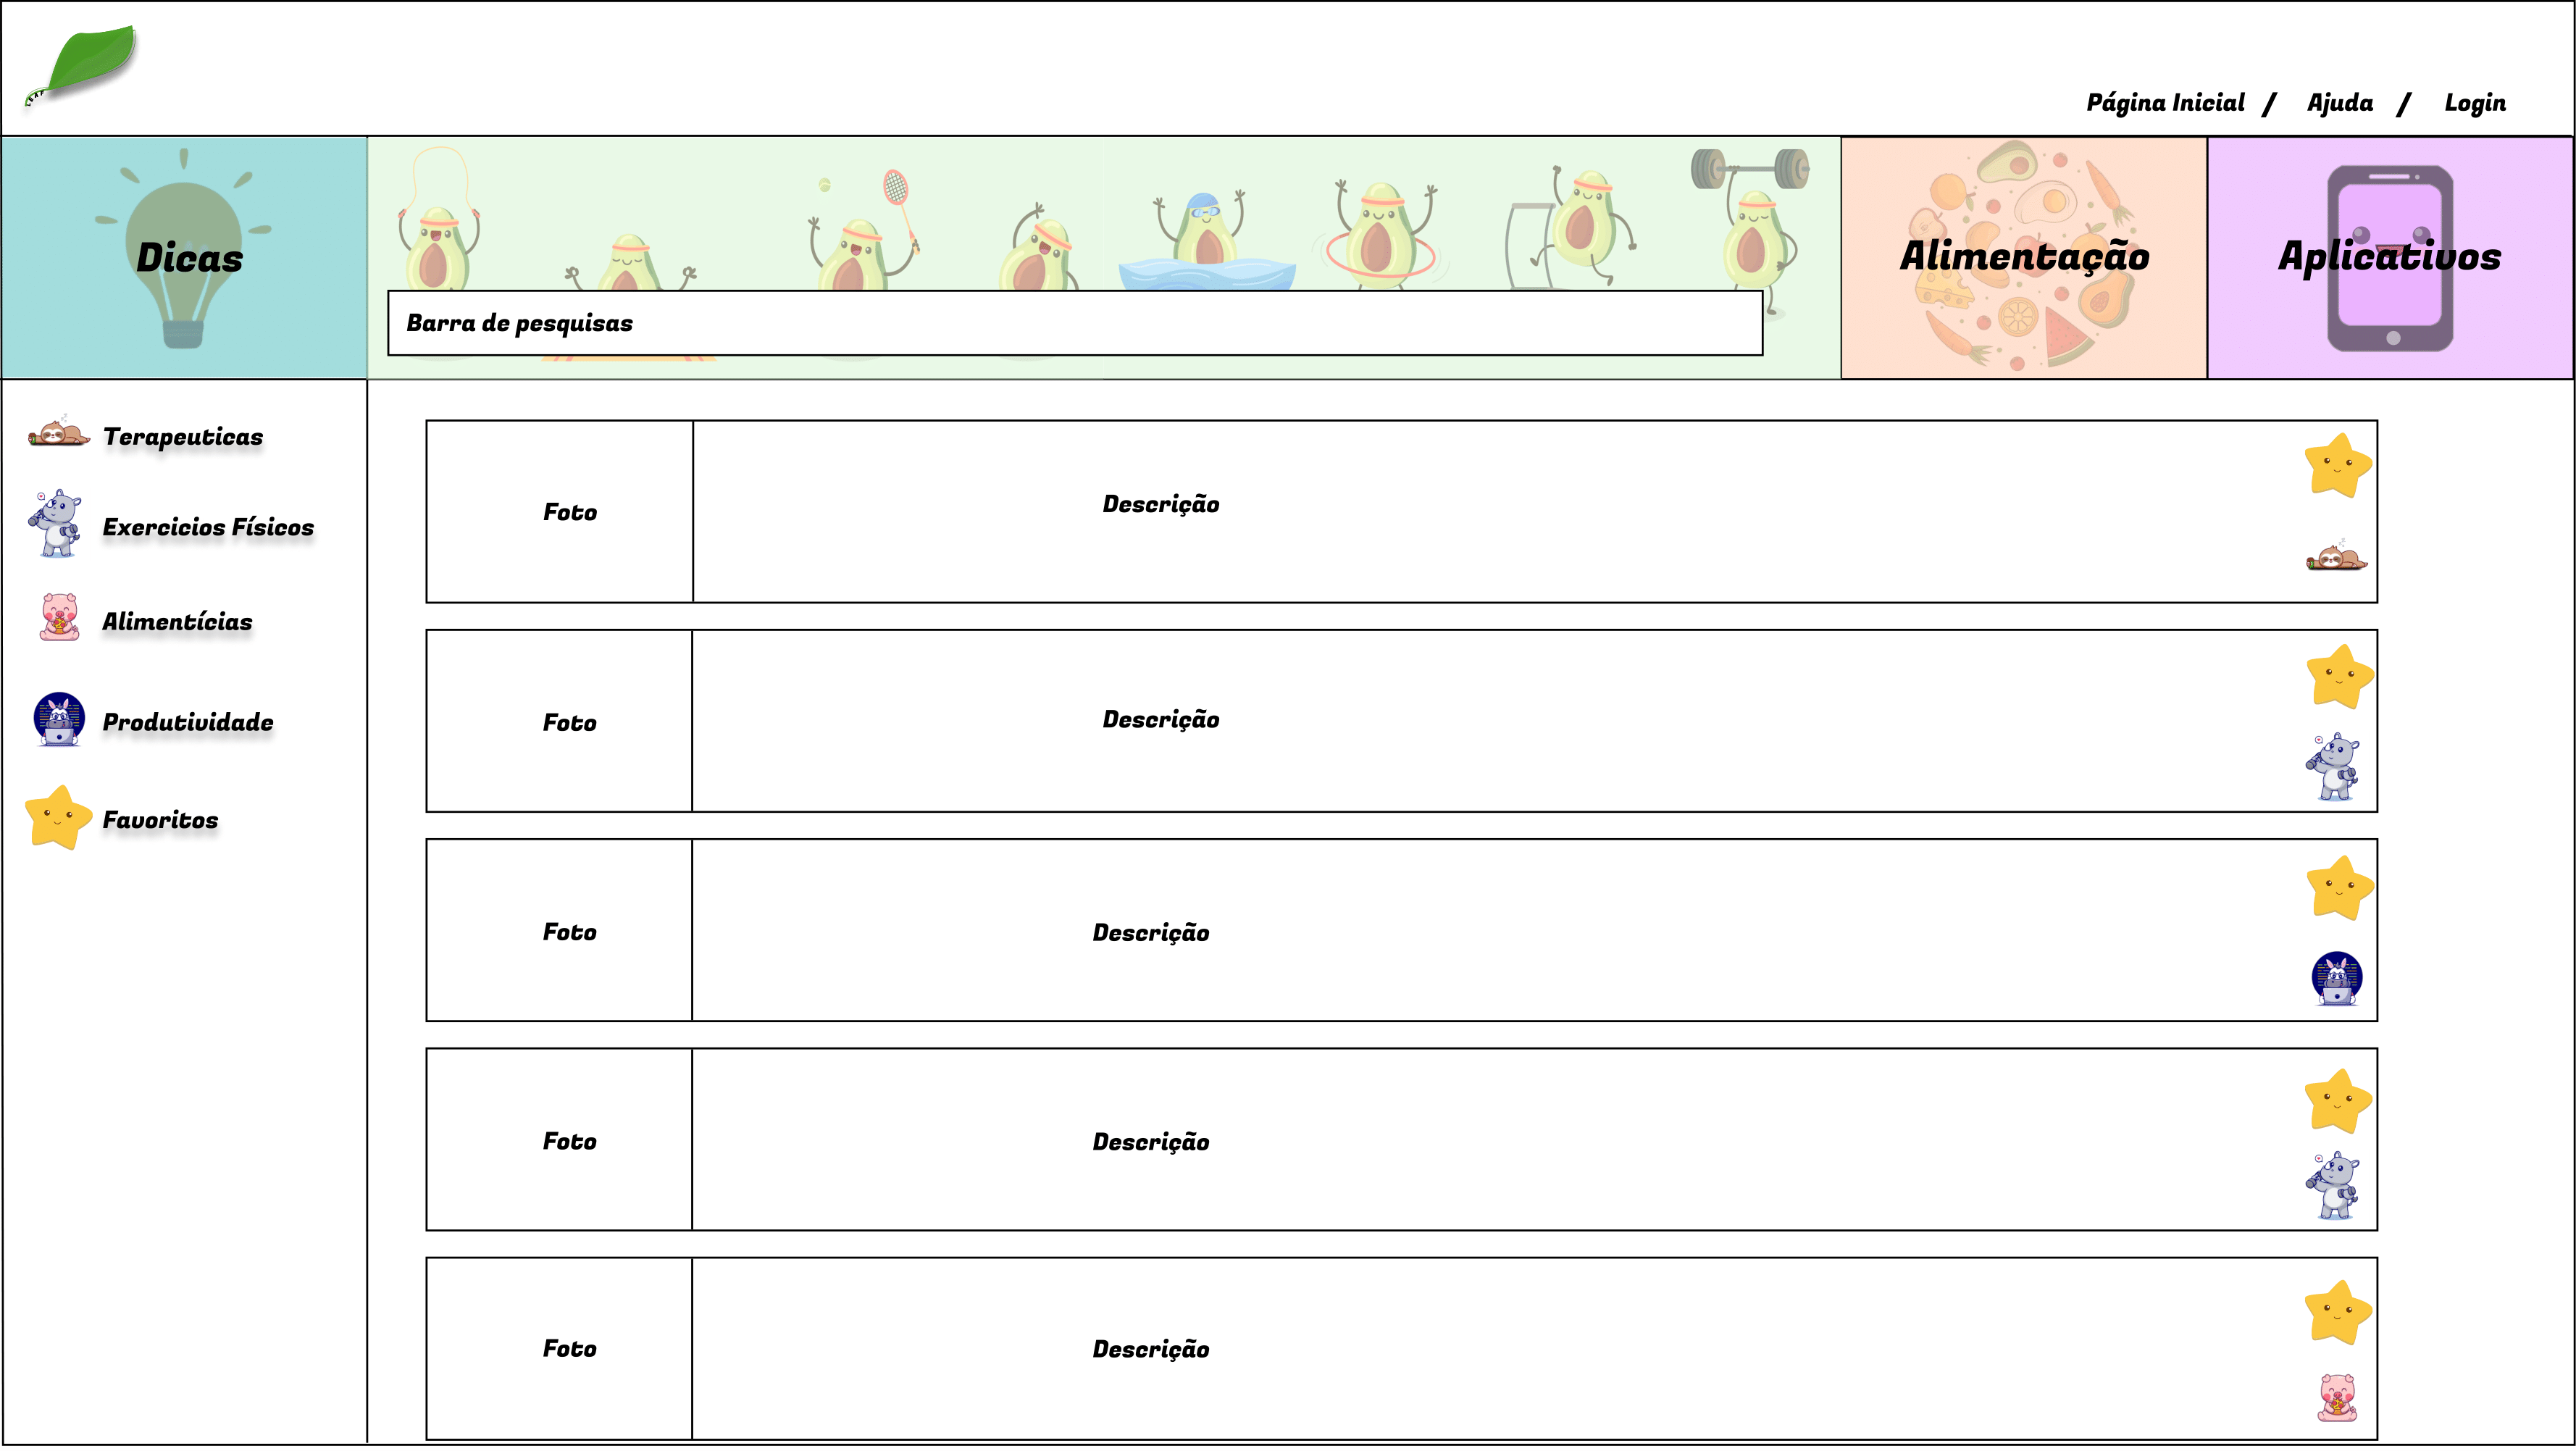 Página Inicial / Ajuda / Login
Dicas
Barra de pesquisas
Alimentação
Aplicativos
Terapeuticas
Exercicios Físicos
Alimentícias
Produtividade
Favoritos
Foto
Descrição
Foto
Descrição
Foto
Descrição
Foto
Descrição
Foto
Descrição